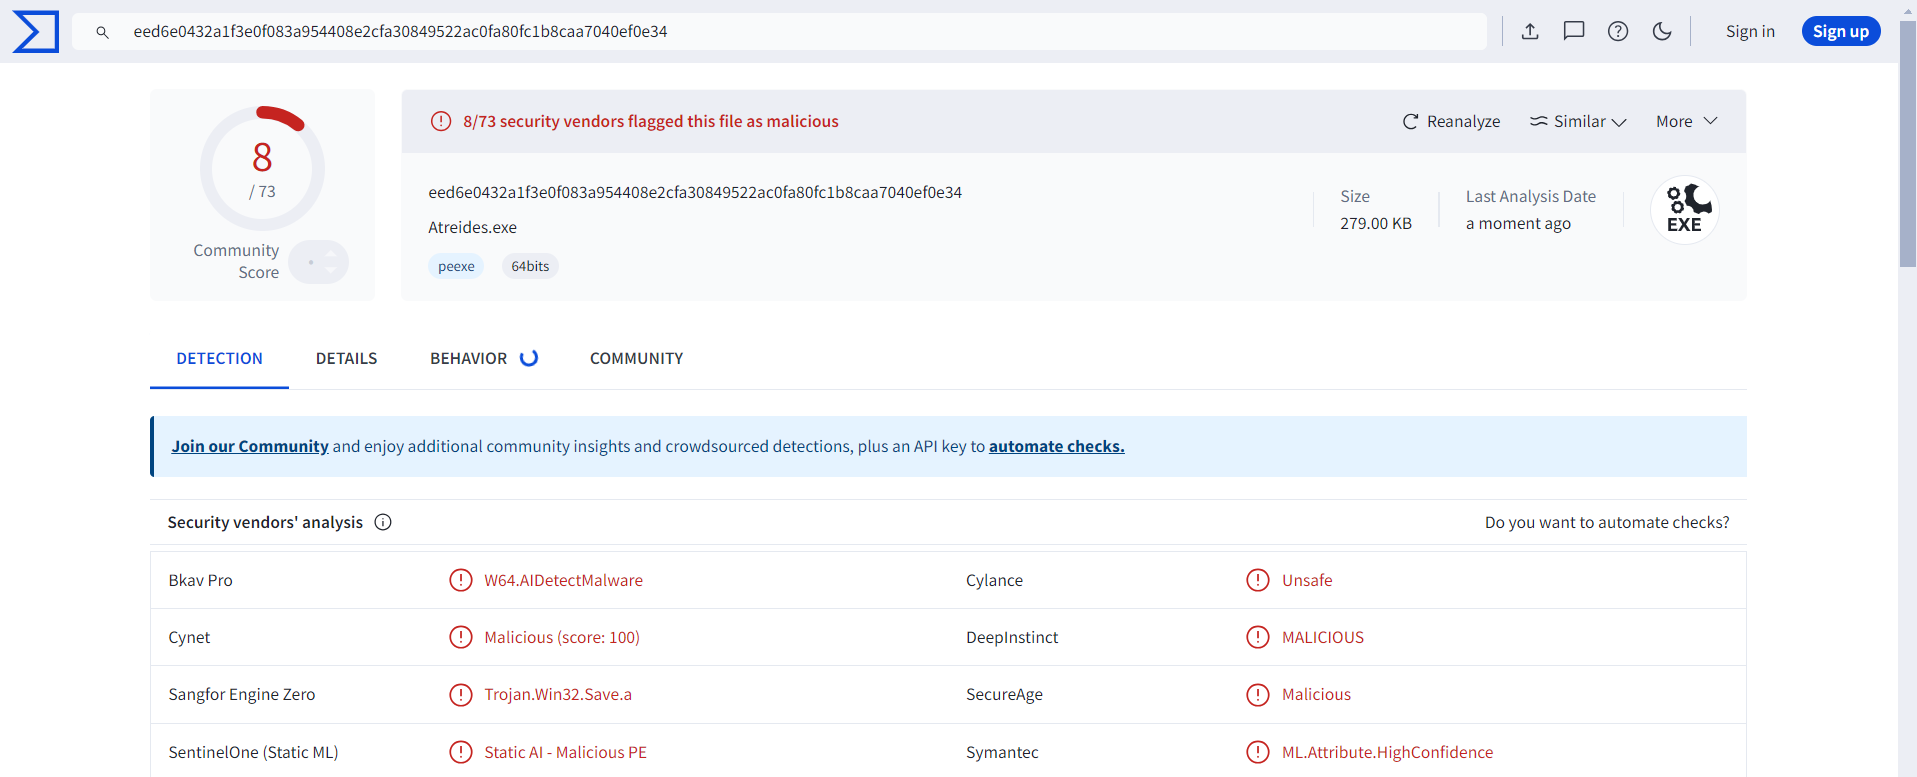 eed6e0432a1f3e0f083a954408e2cfa30849522ac0fa80fc1b8caa7040ef0e34
Sign in
Sign up
8
/ 73
Community
Score
8/73 security vendors flagged this file as malicious
Reanalyze
Similar
More
eed6e0432a1f3e0f083a954408e2cfa30849522ac0fa80fc1b8caa7040ef0e34
Atreides.exe
peexe
64bits
Size
279.00 KB
Last Analysis Date
a moment ago
EXE
DETECTION
DETAILS
BEHAVIOR
COMMUNITY
Join our Community and enjoy additional community insights and crowdsourced detections, plus an API key to automate checks.
Security vendors' analysis
Do you want to automate checks?
Bkav Pro
W64.AIDetectMalware
Cylance
Unsafe
Cynet
Malicious (score: 100)
DeepInstinct
MALICIOUS
Sangfor Engine Zero
Trojan.Win32.Save.a
SecureAge
Malicious
SentinelOne (Static ML)
Static AI - Malicious PE
Symantec
ML.Attribute.HighConfidence